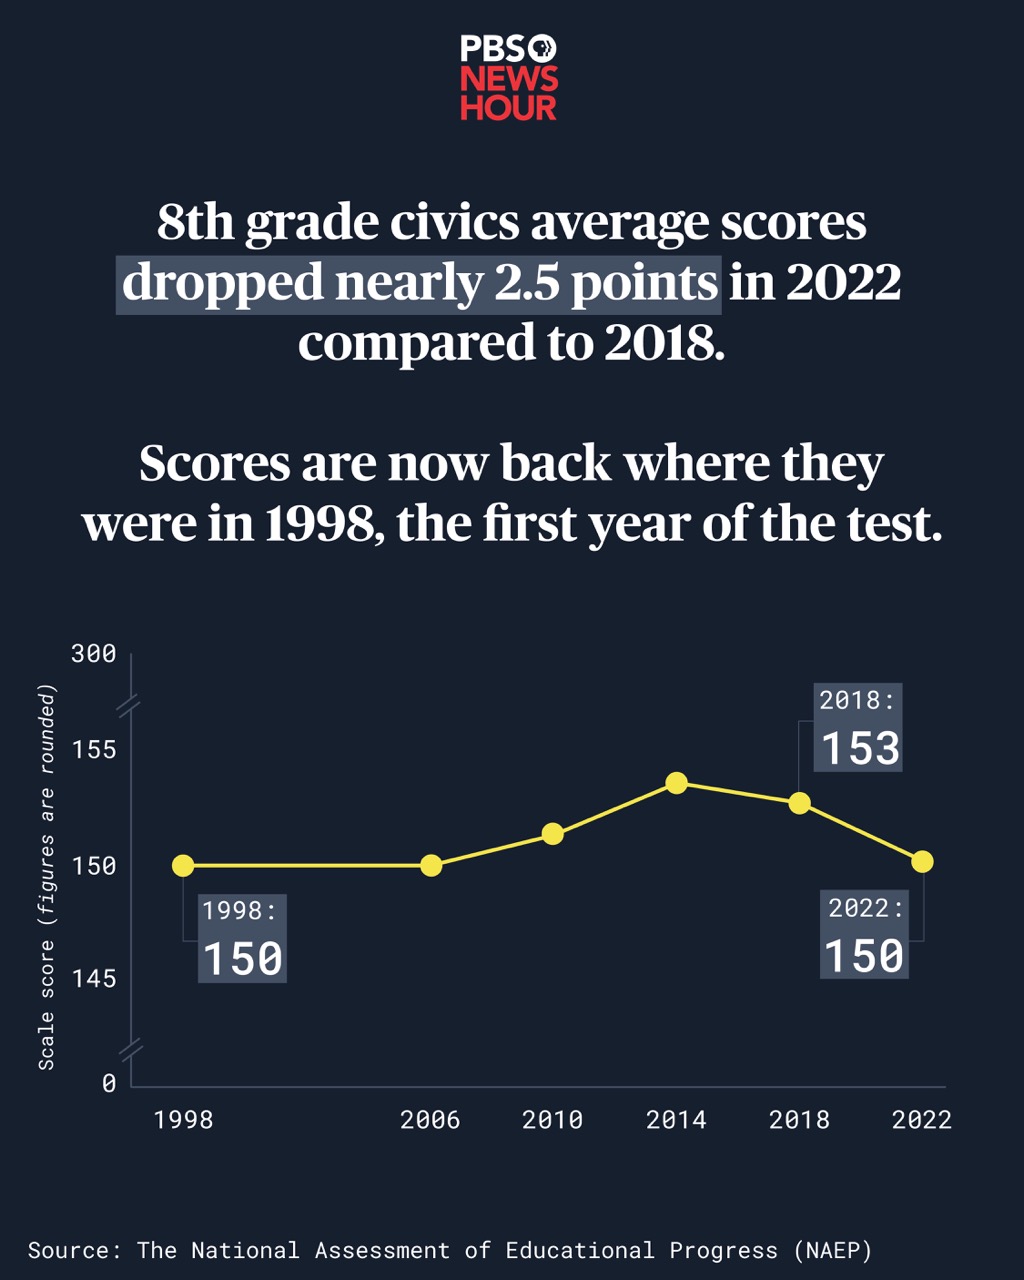 PBS
NEWS
HOUR
8th grade civics average scores
dropped nearly 2.5 points in 2022
compared to 2018.
Scores are now back where they
were in 1998, the first year of the test.
Scale score (figures are rounded)
300
155
150
145
0
2018:
153
1998:
150
2022:
150
1998 2006 2010 2014 2018 2022
Source: The National Assessment of Educational Progress (NAEP)